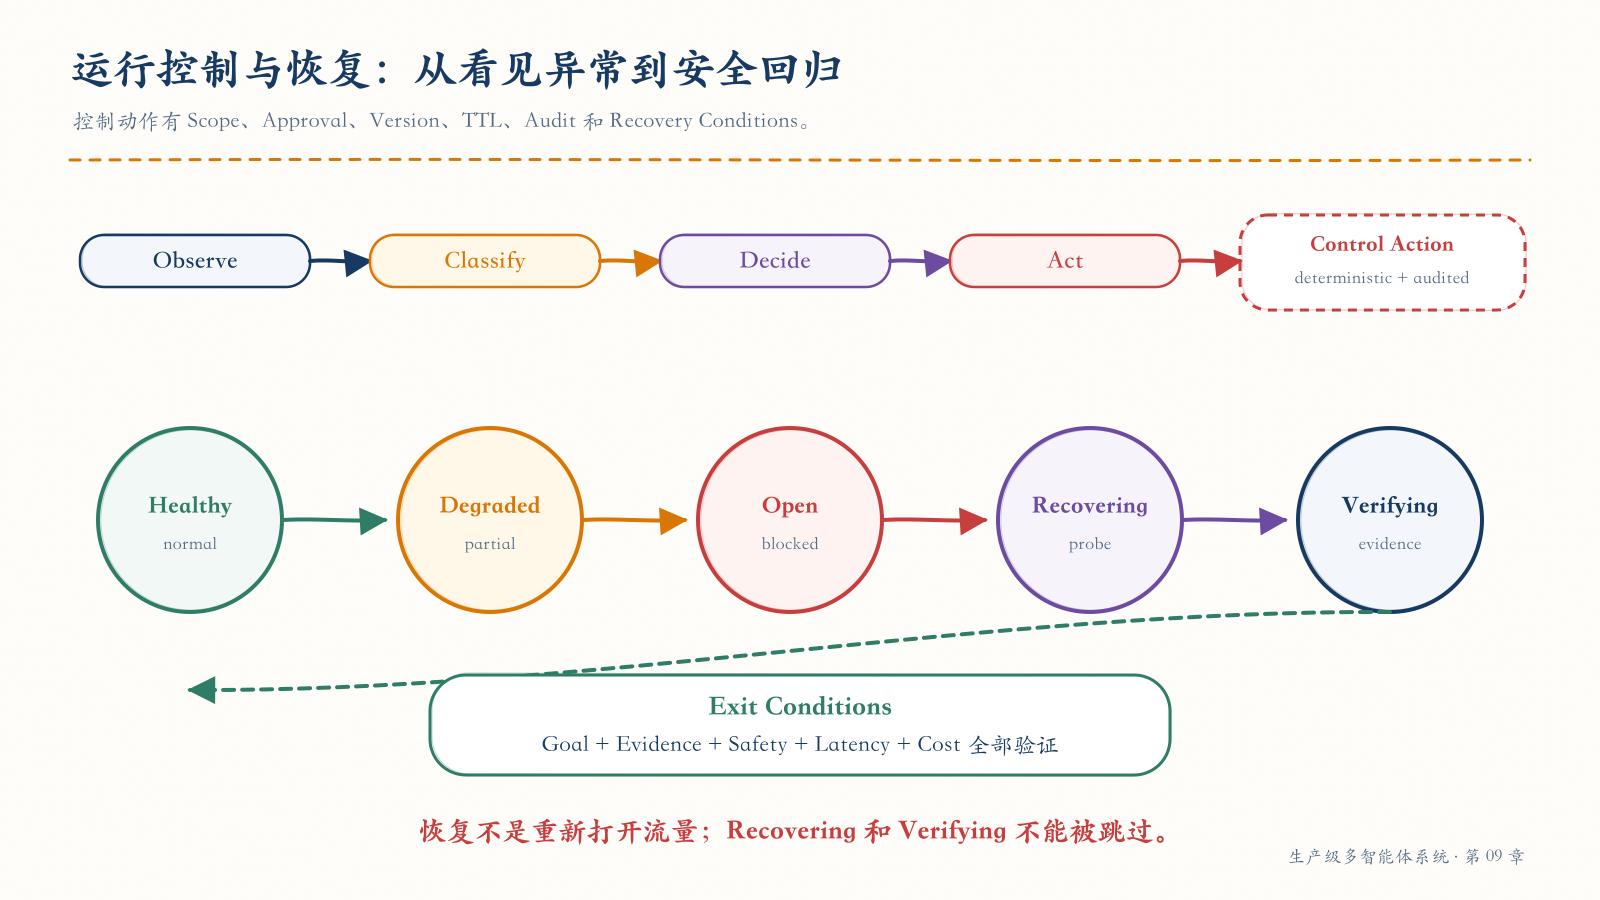 运行控制与恢复：从看见异常到安全回归
控制动作有 Scope、Approval、Version、TTL、Audit 和 Recovery Conditions。
Observe
Classify
Decide
Act
Control Action
deterministic + audited
Healthy
normal
Degraded
partial
Open
blocked
Recovering
probe
Verifying
evidence
Exit Conditions
Goal + Evidence + Safety + Latency + Cost 全部验证
恢复不是重新打开流量；Recovering 和 Verifying 不能被跳过。
生产级多智能体系统 · 第 09 章